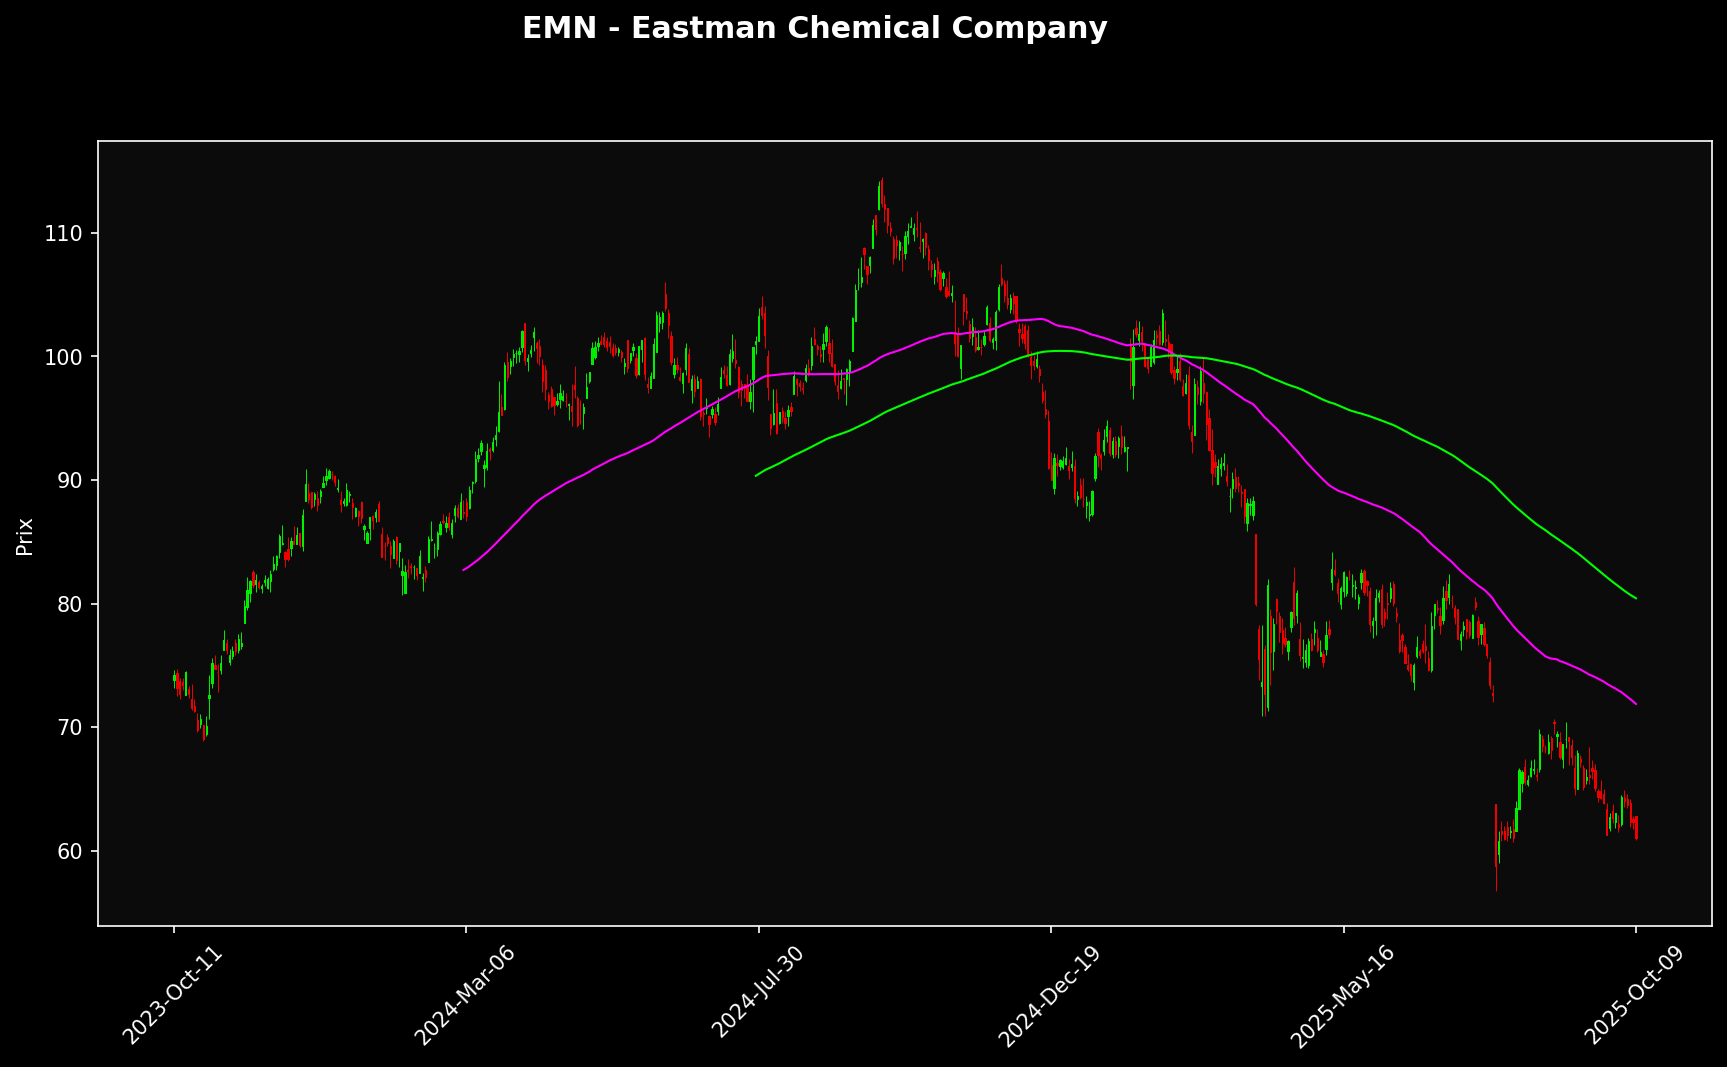 EMN - Eastman Chemical Company
Prix
110
100
90
80
70
60
2023-Oct-11
2024-Mar-06
2024-Jul-30
2024-Dec-19
2025-May-16
2025-Oct-09